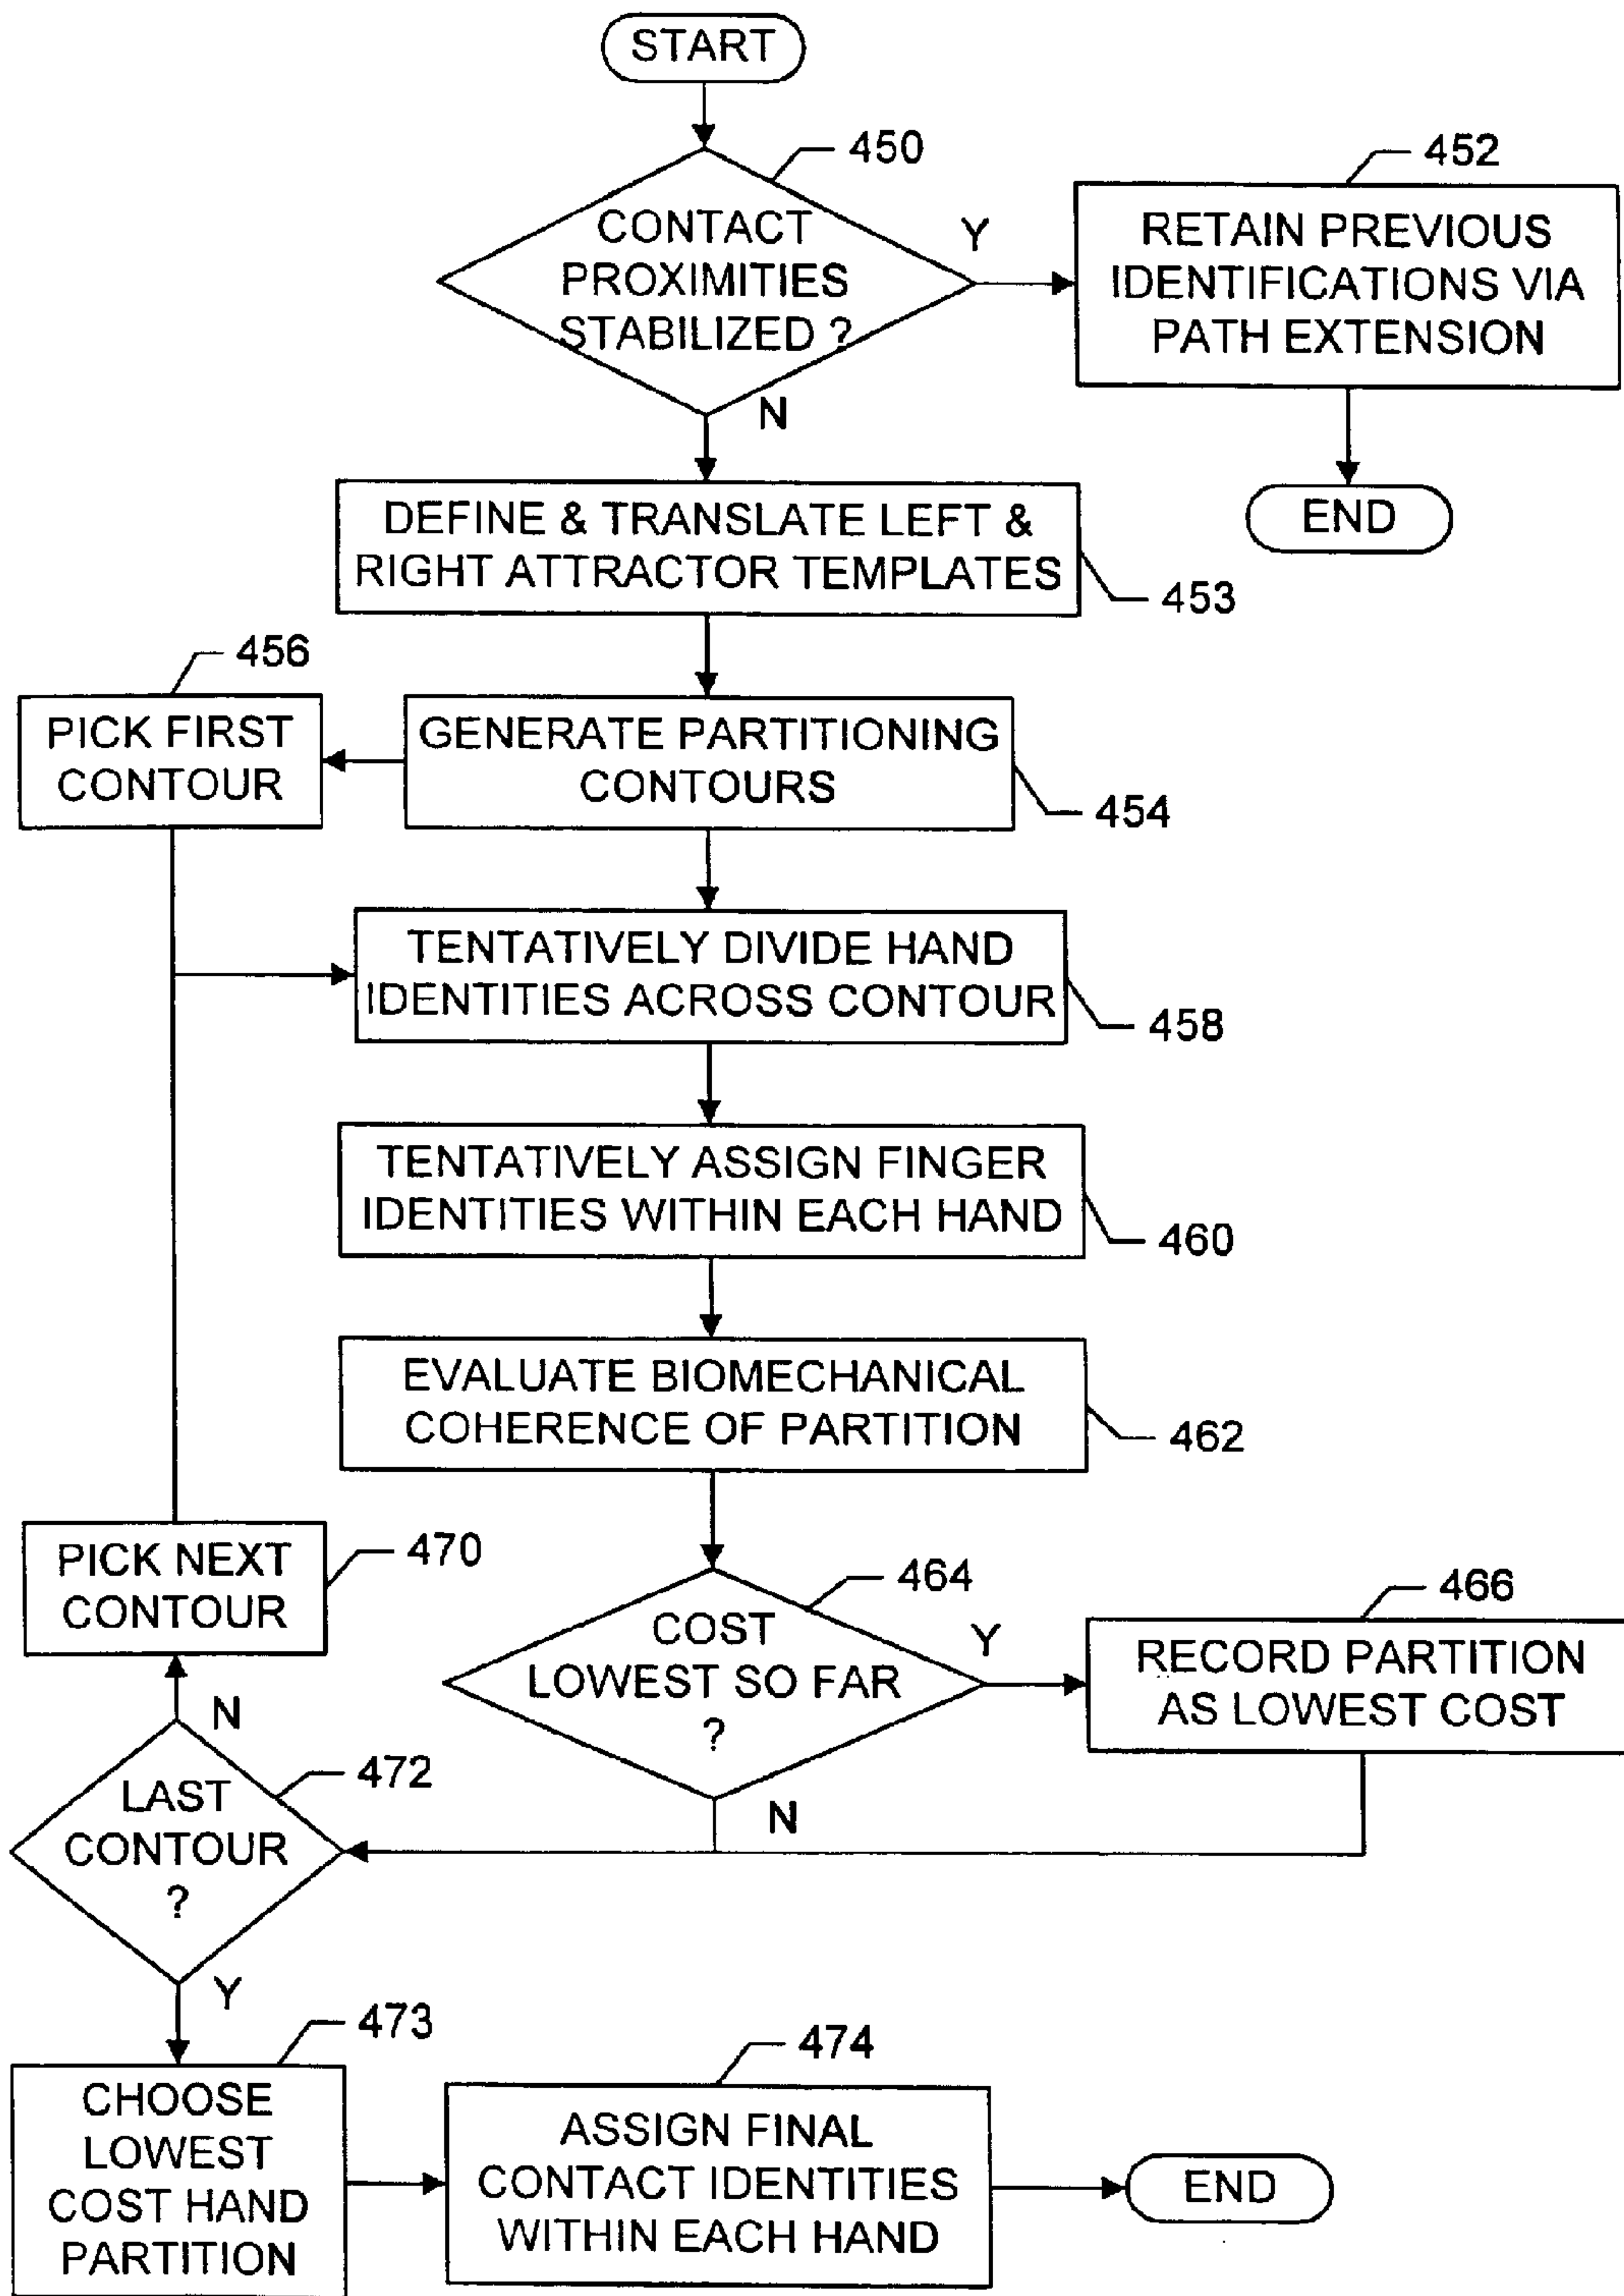 START
450
CONTACT
PROXIMITIES
STABILIZED ?
Y
N
452
RETAIN PREVIOUS
IDENTIFICATIONS VIA
PATH EXTENSION
END
DEFINE & TRANSLATE LEFT &
RIGHT ATTRACTOR TEMPLATES
453
456
PICK FIRST
CONTOUR
GENERATE PARTITIONING
CONTOURS
454
TENTATIVELY DIVIDE HAND
IDENTITIES ACROSS CONTOUR
458
TENTATIVELY ASSIGN FINGER
IDENTITIES WITHIN EACH HAND
460
EVALUATE BIOMECHANICAL
COHERENCE OF PARTITION
462
PICK NEXT
CONTOUR
470
464
COST
LOWEST SO FAR
?
Y
N
466
RECORD PARTITION
AS LOWEST COST
N
472
LAST
CONTOUR
?
Y
473
CHOOSE
LOWEST
COST HAND
PARTITION
474
ASSIGN FINAL
CONTACT IDENTITIES
WITHIN EACH HAND
END